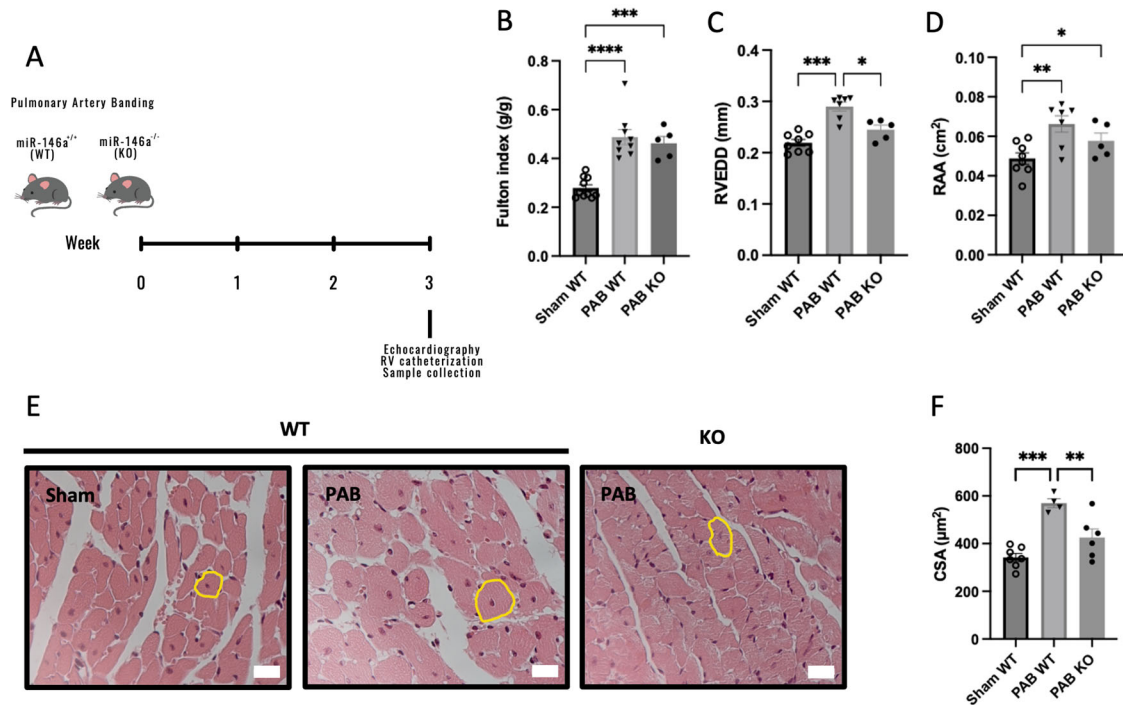 A
Pulmonary Artery Banding
miR-146a+/+
(WT)
miR-146a-/-
(KO)
Week
0
1
2
3
Echocardiography
RV catheterization
Sample collection
B
***
****
Fulton index (g/g)
0.8
0.6
0.4
0.2
0.0
Sham WT
PAB WT
PAB KO
C
***
*
RVEDD (mm)
0.4
0.3
0.2
0.1
0.0
Sham WT
PAB WT
PAB KO
D
*
**
RAA (cm²)
0.10
0.08
0.06
0.04
0.02
0.00
Sham WT
PAB WT
PAB KO
E
WT
KO
Sham
PAB
PAB
F
***
**
CSA (µm²)
800
600
400
200
0
Sham WT
PAB WT
PAB KO